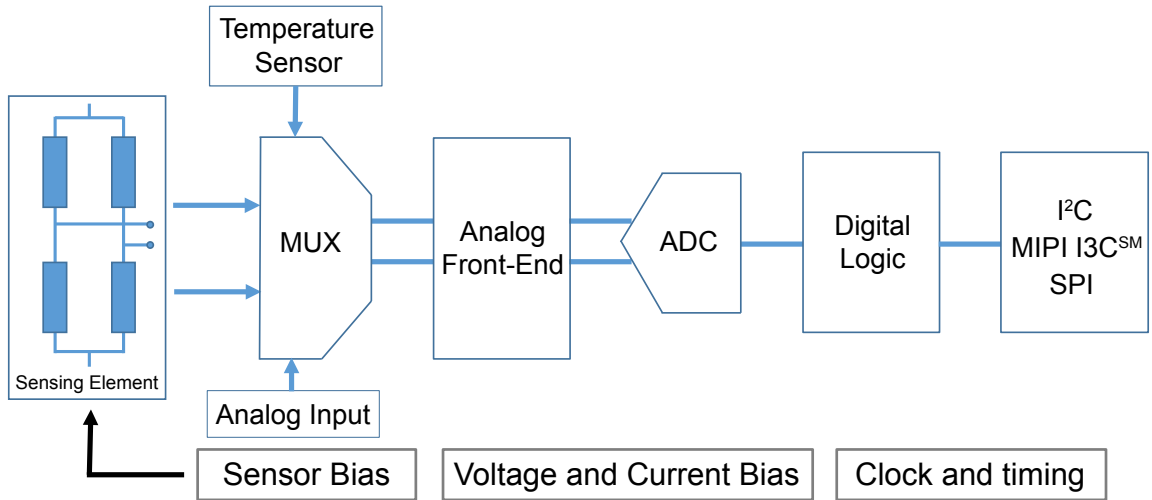 Temperature
Sensor
Sensing Element
MUX
Analog
Front-End
ADC
Digital
Logic
I²C
MIPI I3Cˢᴹ
SPI
Analog Input
Sensor Bias
Voltage and Current Bias
Clock and timing